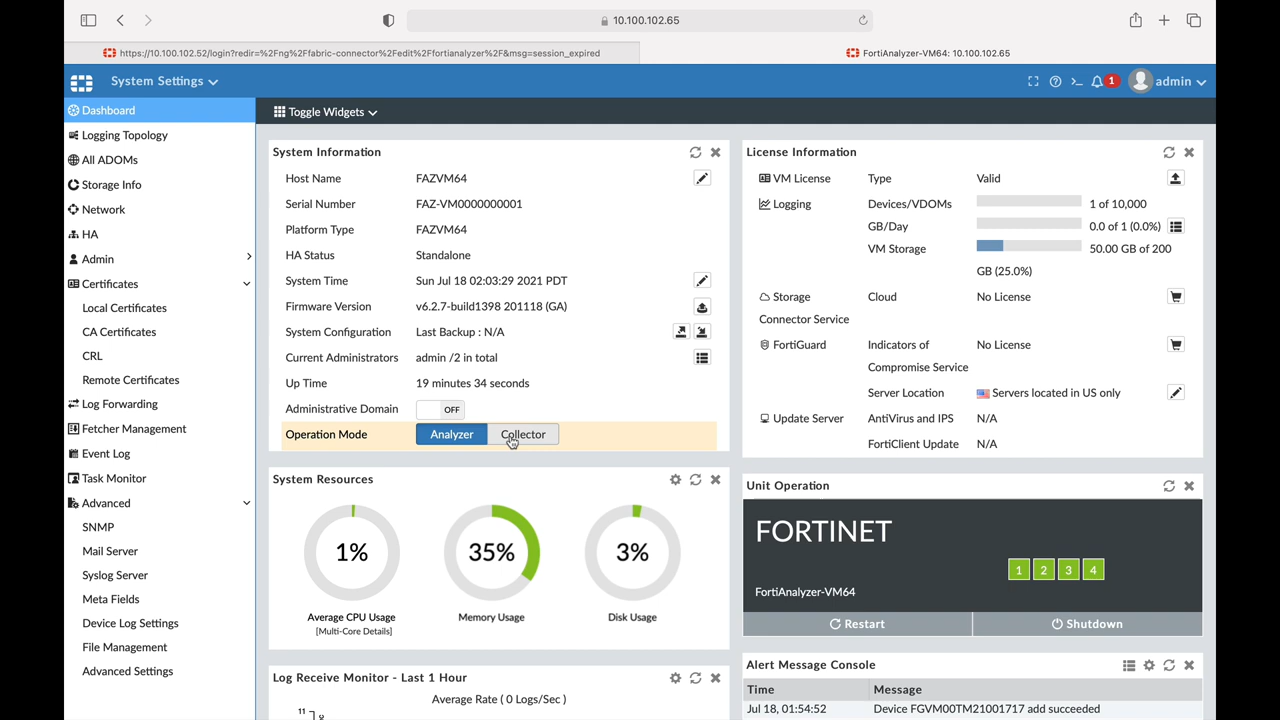 10.100.102.65
https://10.100.102.52/login?redir=%2Fng%2Ffabric-connector%2Fedit%2Ffortianalyzer%2F&msg=session_expired
FortiAnalyzer-VM64: 10.100.102.65
System Settings
1
admin
Dashboard
Logging Topology
All ADOMs
Storage Info
Network
HA
Admin
Certificates
Local Certificates
CA Certificates
CRL
Remote Certificates
Log Forwarding
Fetcher Management
Event Log
Task Monitor
Advanced
SNMP
Mail Server
Syslog Server
Meta Fields
Device Log Settings
File Management
Advanced Settings
Toggle Widgets
System Information
Host Name FAZVM64
Serial Number FAZ-VM0000000001
Platform Type FAZVM64
HA Status Standalone
System Time Sun Jul 18 02:03:29 2021 PDT
Firmware Version v6.2.7-build1398 201118 (GA)
System Configuration Last Backup : N/A
Current Administrators admin /2 in total
Up Time 19 minutes 34 seconds
Administrative Domain OFF
Operation Mode Analyzer Collector
License Information
VM License Type Valid
Logging Devices/VDOMs 1 of 10,000
GB/Day 0.0 of 1 (0.0%)
VM Storage 50.00 GB of 200
GB (25.0%)
Storage Cloud No License
Connector Service
FortiGuard Indicators of No License
Compromise Service
Server Location Servers located in US only
Update Server AntiVirus and IPS N/A
FortiClient Update N/A
System Resources
1% 35% 3%
Average CPU Usage Memory Usage Disk Usage
[Multi-Core Details]
Unit Operation
FORTINET
1 2 3 4
FortiAnalyzer-VM64
Restart Shutdown
Log Receive Monitor - Last 1 Hour
Average Rate ( 0 Logs/Sec )
11
Alert Message Console
Time Message
Jul 18, 01:54:52 Device FGVM00TM21001717 add succeeded